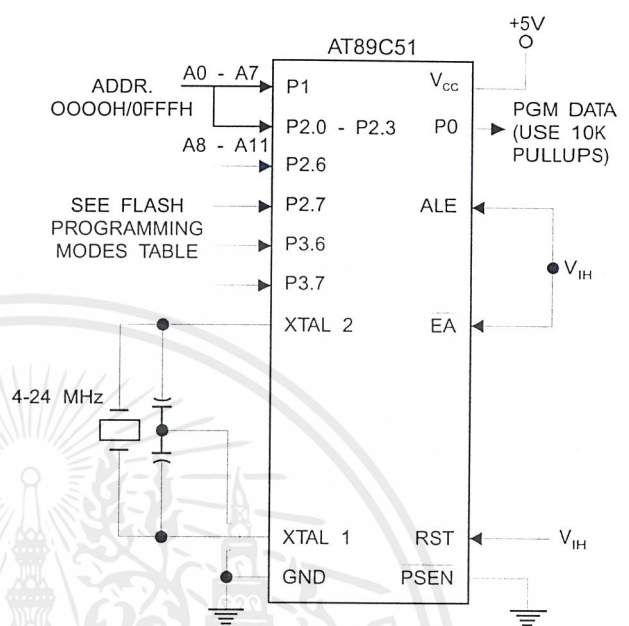 +5V
AT89C51
ADDR.
OOOOH/0FFFH
A0 - A7
P1
VCC
P2.0 - P2.3
P0
PGM DATA
(USE 10K
PULLUPS)
A8 - A11
P2.6
SEE FLASH
PROGRAMMING
MODES TABLE
P2.7
ALE
P3.6
P3.7
VIH
XTAL 2
EA
4-24 MHz
XTAL 1
RST
VIH
GND
PSEN